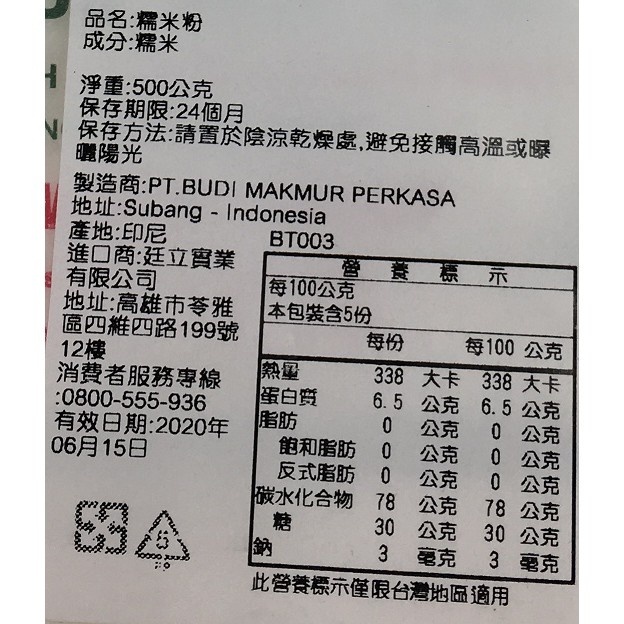 品名:糯米粉
成分:糯米
淨重:500公克
保存期限:24個月
保存方法:請置於陰涼乾燥處,避免接觸高溫或曝
曬陽光
製造商:PT.BUDI MAKMUR PERKASA
地址:Subang - Indonesia
產地:印尼
進口商:廷立實業
有限公司
地址:高雄市苓雅
區四維四路199號
12樓
消費者服務專線
:0800-555-936
有效日期:2020年
06月15日
BT003
營 養 標 示
每100公克
本包裝含5份
每份 每100 公克
熱量 338 大卡 338 大卡
蛋白質 6.5 公克 6.5 公克
脂肪 0 公克 0 公克
飽和脂肪 0 公克 0 公克
反式脂肪 0 公克 0 公克
碳水化合物 78 公克 78 公克
糖 30 公克 30 公克
鈉 3 毫克 3 毫克
此營養標示僅限台灣地區適用